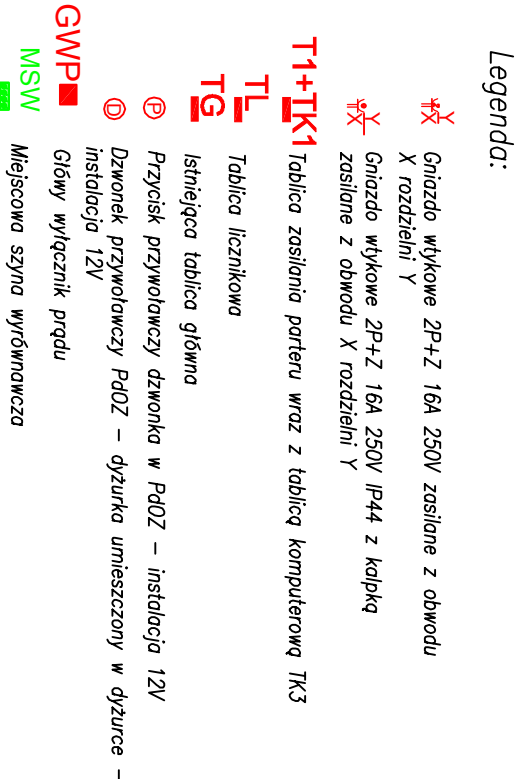 Legenda:
X Y Gniazdo wtykowe 2P+Z 16A 250V zasilane z obwodu
X rozdzielni Y
X Y Gniazdo wtykowe 2P+Z 16A 250V IP44 z kalpką
zasilane z obwodu X rozdzielni Y
T1+TK1 Tablica zasilania parteru wraz z tablicą komputerową TK3
TL Tablica licznikowa
TG Istniejąca tablica główna
P Przycisk przywoławczy dzwonka w PdOZ – instalacja 12V
D Dzwonek przywoławczy PdOZ – dyżurka umieszczony w dyżurce –
instalacja 12V
GWP Główy wyłącznik prądu
MSW Miejscowa szyna wyrównawcza